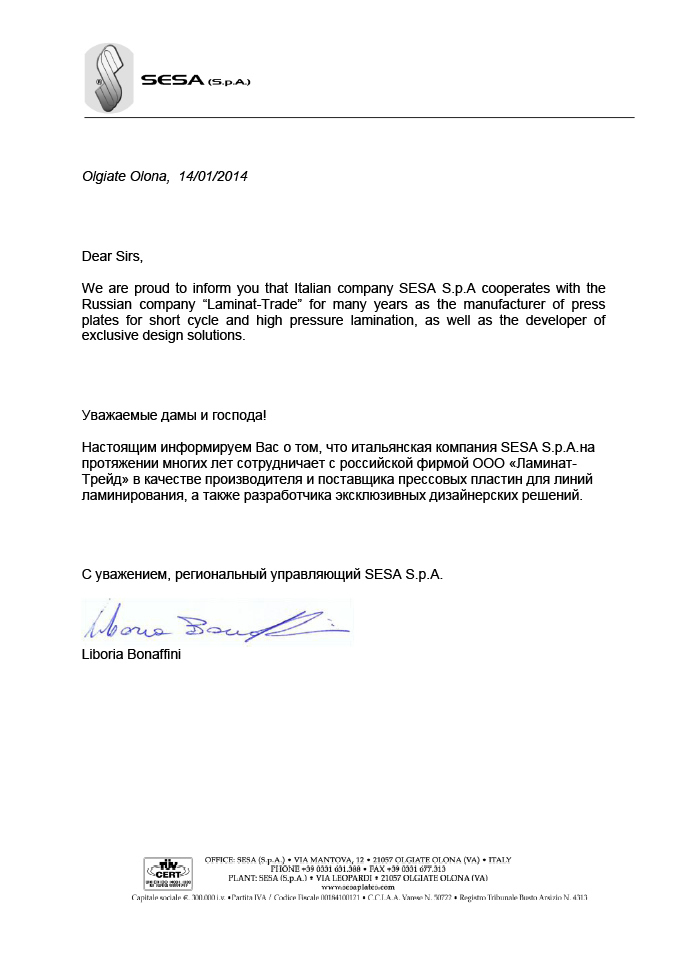 ® SESA (S.p.A.)
Olgiate Olona, 14/01/2014
Dear Sirs,
We are proud to inform you that Italian company SESA S.p.A cooperates with the
Russian company “Laminat-Trade” for many years as the manufacturer of press
plates for short cycle and high pressure lamination, as well as the developer of
exclusive design solutions.
Уважаемые дамы и господа!
Настоящим информируем Вас о том, что итальянская компания SESA S.p.A.на
протяжении многих лет сотрудничает с российской фирмой ООО «Ламинат-
Трейд» в качестве производителя и поставщика прессовых пластин для линий
ламинирования, а также разработчика эксклюзивных дизайнерских решений.
С уважением, региональный управляющий SESA S.p.A.
Liboria Bonaffini
Liboria Bonaffini
TÜV
CERT
OFFICE: SESA (S.p.A.) • VIA MANTOVA, 12 • 21057 OLGIATE OLONA (VA) • ITALY
PHONE +39 0331 631.388 • FAX +39 0331 677.313
PLANT: SESA (S.p.A.) • VIA LEOPARDI • 21057 OLGIATE OLONA (VA)
www.sesaplates.com
Capitale sociale €. 300.000 i.v. •Partita IVA / Codice Fiscale 00184100121 • C.C.I.A.A. Varese N. 50722 • Registro Tribunale Busto Arsizio N. 4313